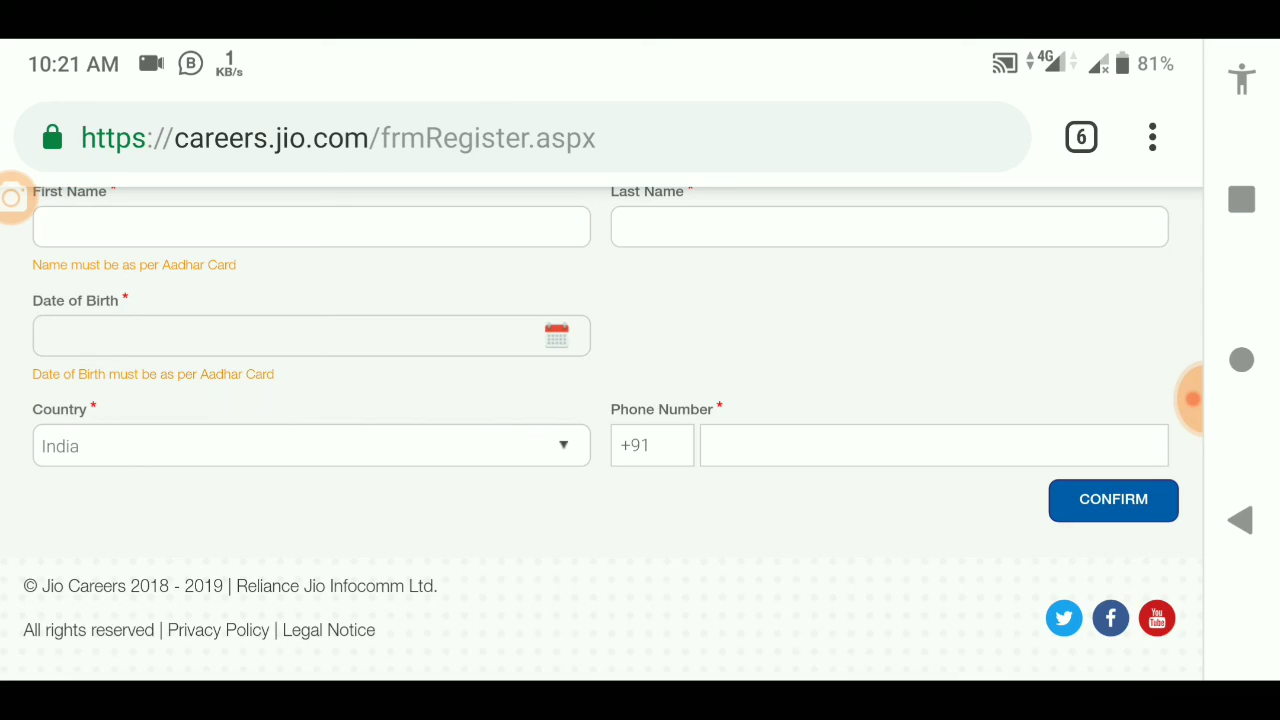 10:21 AM B 1 KB/s 4G 81%
https://careers.jio.com/frmRegister.aspx 6
First Name * Last Name *
Name must be as per Aadhar Card
Date of Birth *
Date of Birth must be as per Aadhar Card
Country * Phone Number *
India +91
CONFIRM
© Jio Careers 2018 - 2019 | Reliance Jio Infocomm Ltd.
All rights reserved | Privacy Policy | Legal Notice
f You Tube